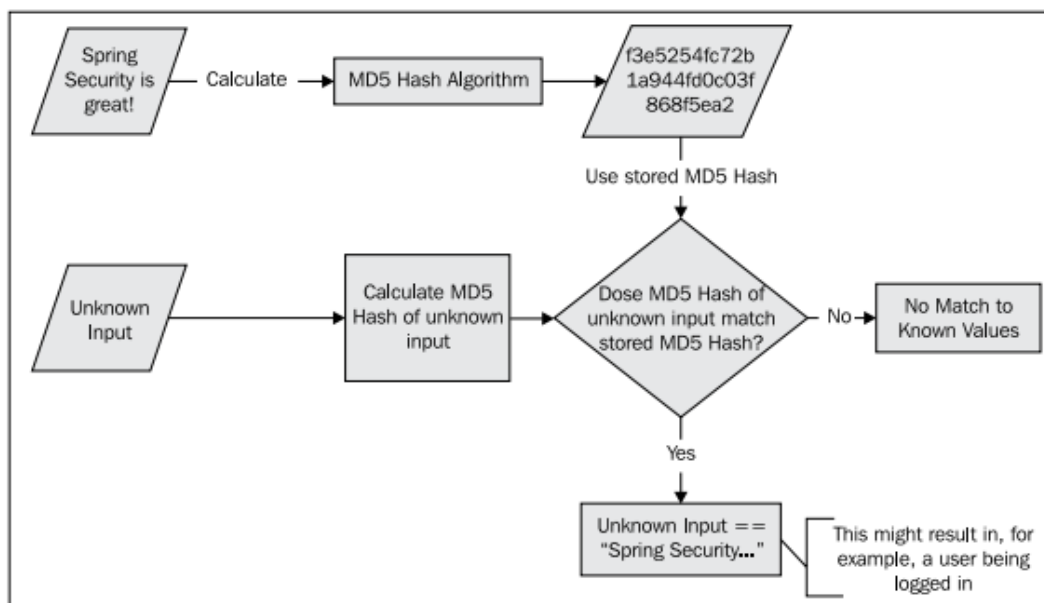 Spring
Security is
great!
Calculate
MD5 Hash Algorithm
f3e5254fc72b
1a944fd0c03f
868f5ea2
Use stored MD5 Hash
Unknown
Input
Calculate MD5
Hash of unknown
input
Dose MD5 Hash of
unknown input match
stored MD5 Hash?
No
No Match to
Known Values
Yes
Unknown Input ==
“Spring Security...”
This might result in, for
example, a user being
logged in